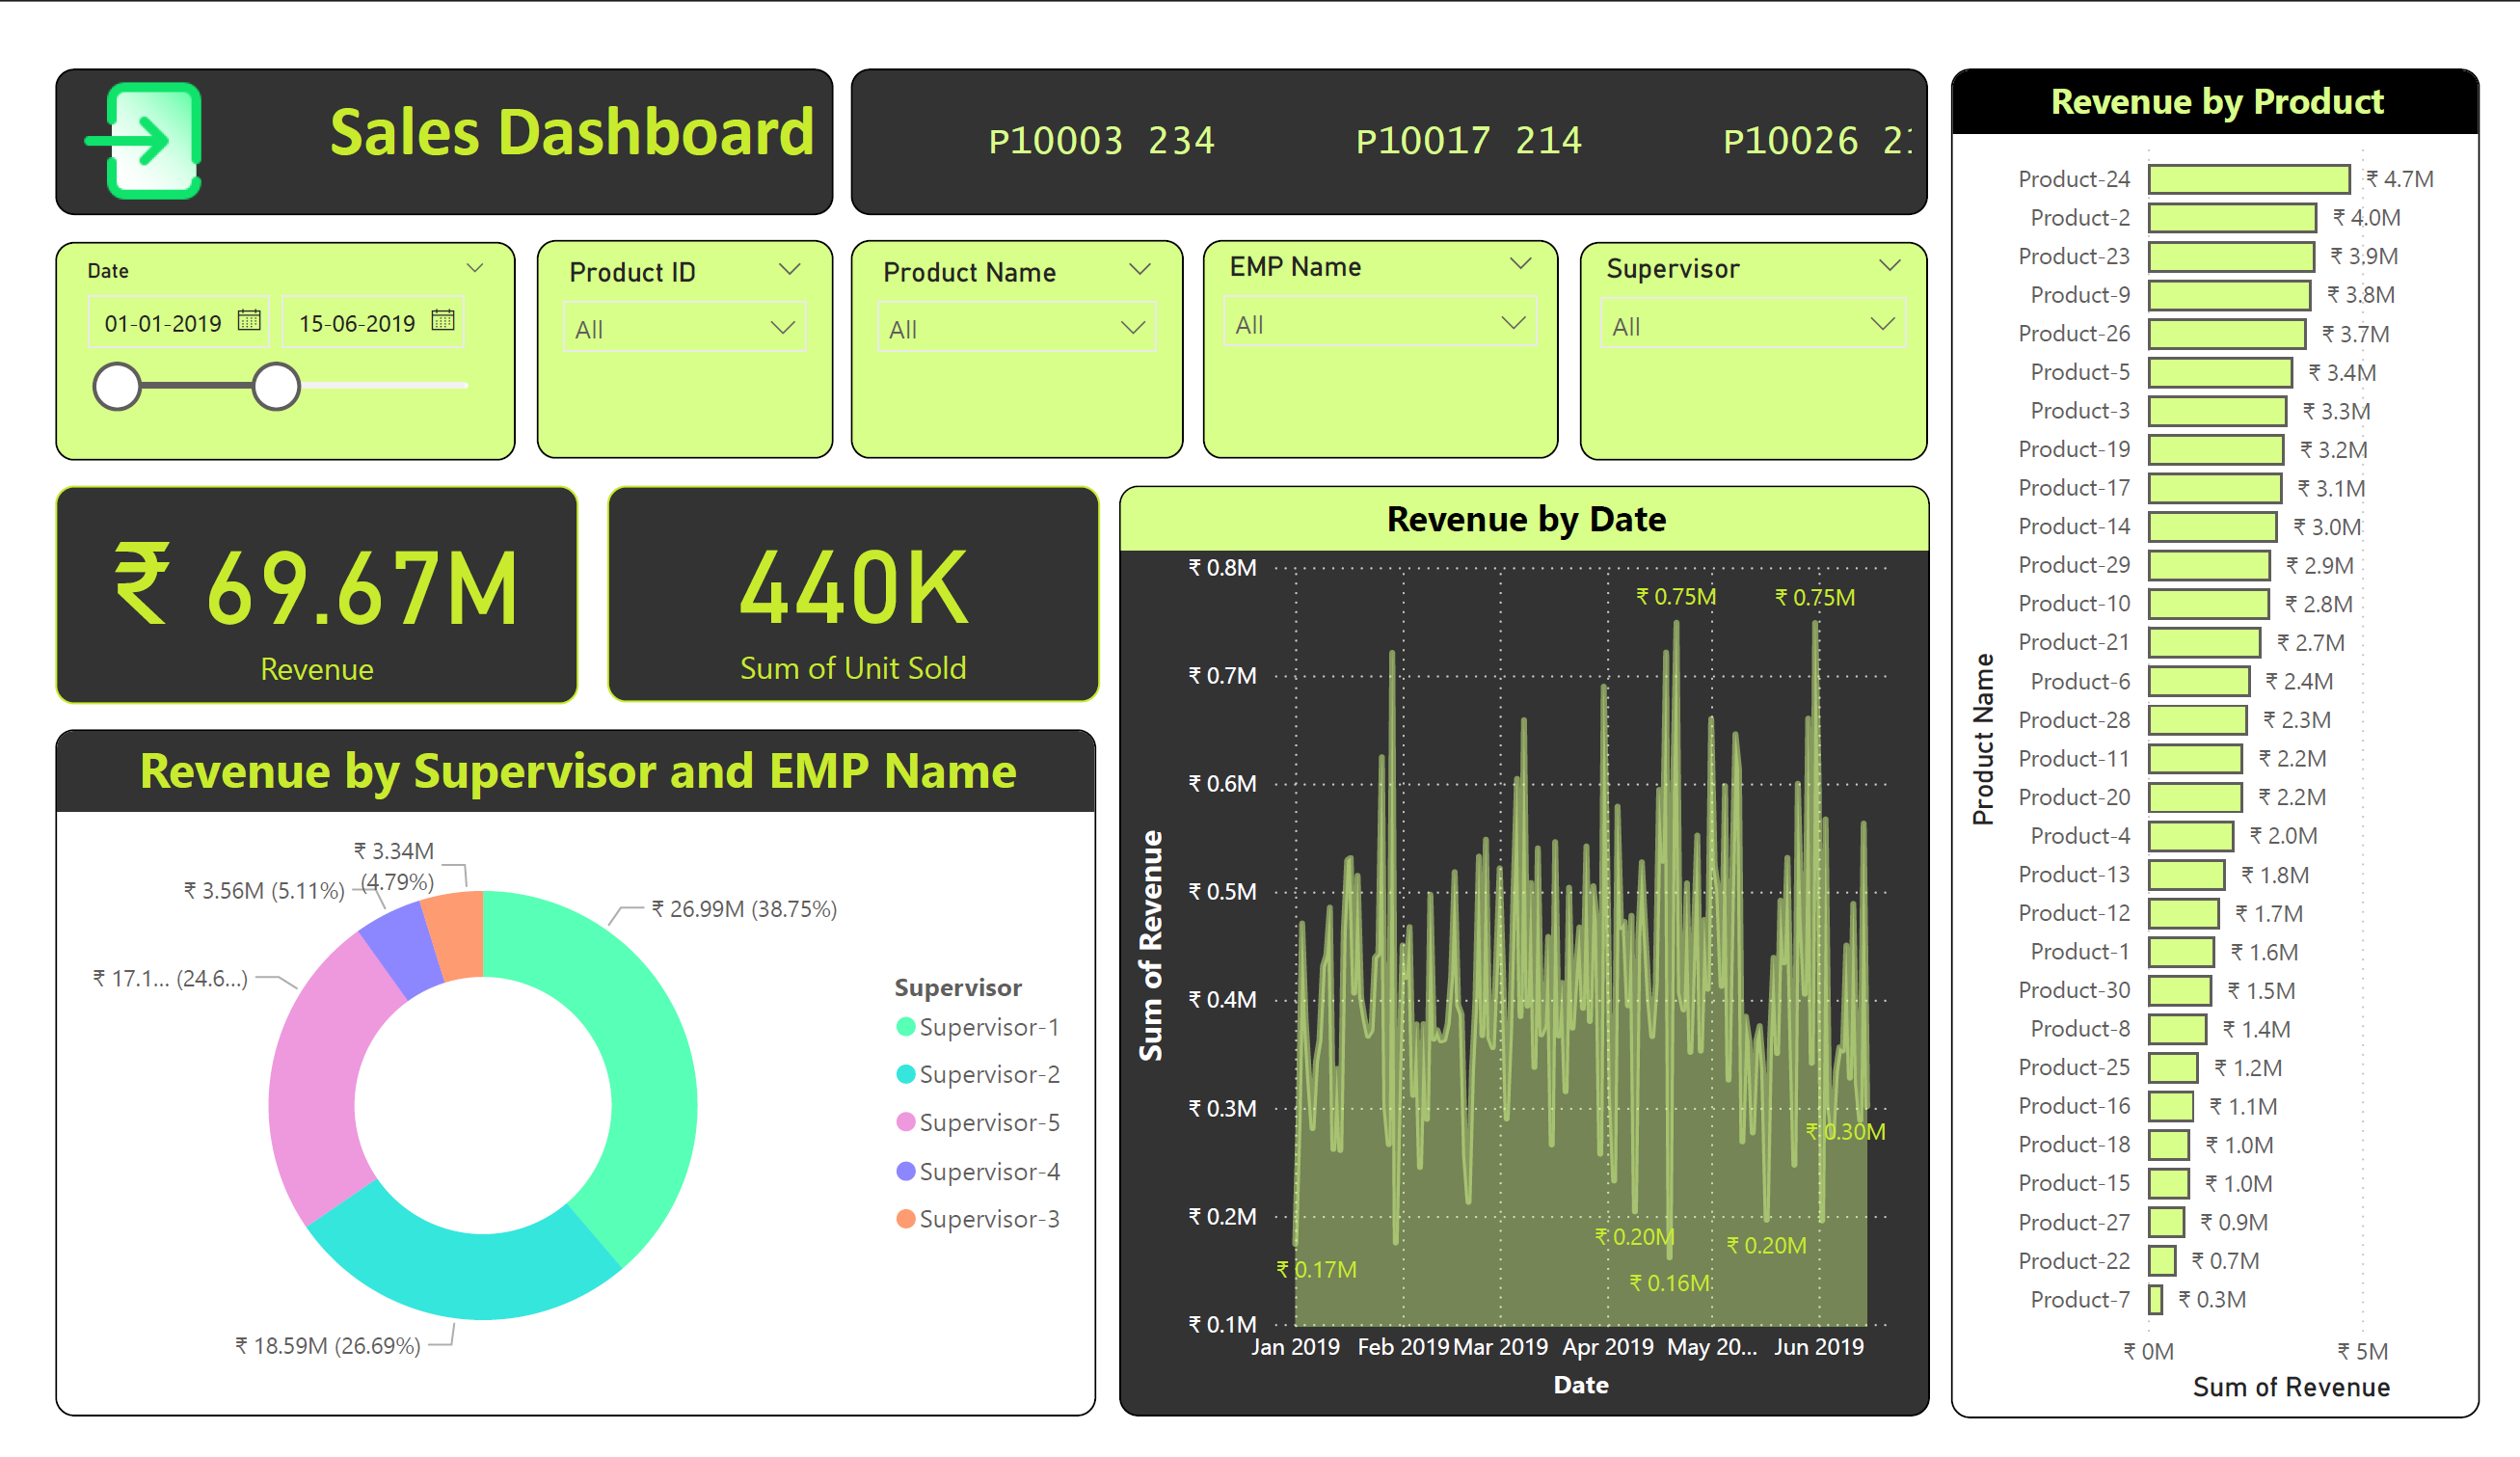 Sales Dashboard
P10003 234 P10017 214 P10026 2
Date
01-01-2019 15-06-2019
Product ID
All
Product Name
All
EMP Name
All
Supervisor
All
₹ 69.67M
Revenue
440K
Sum of Unit Sold
Revenue by Supervisor and EMP Name
₹ 3.34M
(4.79%)
₹ 3.56M (5.11%)
₹ 26.99M (38.75%)
₹ 17.1... (24.6...)
₹ 18.59M (26.69%)
Supervisor
Supervisor-1
Supervisor-2
Supervisor-5
Supervisor-4
Supervisor-3
Revenue by Date
Sum of Revenue
₹ 0.8M
₹ 0.7M
₹ 0.6M
₹ 0.5M
₹ 0.4M
₹ 0.3M
₹ 0.2M
₹ 0.1M
₹ 0.75M
₹ 0.75M
₹ 0.30M
₹ 0.20M
₹ 0.20M
₹ 0.17M
₹ 0.16M
Jan 2019 Feb 2019 Mar 2019 Apr 2019 May 20... Jun 2019
Date
Revenue by Product
Product Name
Product-24 ₹ 4.7M
Product-2 ₹ 4.0M
Product-23 ₹ 3.9M
Product-9 ₹ 3.8M
Product-26 ₹ 3.7M
Product-5 ₹ 3.4M
Product-3 ₹ 3.3M
Product-19 ₹ 3.2M
Product-17 ₹ 3.1M
Product-14 ₹ 3.0M
Product-29 ₹ 2.9M
Product-10 ₹ 2.8M
Product-21 ₹ 2.7M
Product-6 ₹ 2.4M
Product-28 ₹ 2.3M
Product-11 ₹ 2.2M
Product-20 ₹ 2.2M
Product-4 ₹ 2.0M
Product-13 ₹ 1.8M
Product-12 ₹ 1.7M
Product-1 ₹ 1.6M
Product-30 ₹ 1.5M
Product-8 ₹ 1.4M
Product-25 ₹ 1.2M
Product-16 ₹ 1.1M
Product-18 ₹ 1.0M
Product-15 ₹ 1.0M
Product-27 ₹ 0.9M
Product-22 ₹ 0.7M
Product-7 ₹ 0.3M
₹ 0M ₹ 5M
Sum of Revenue